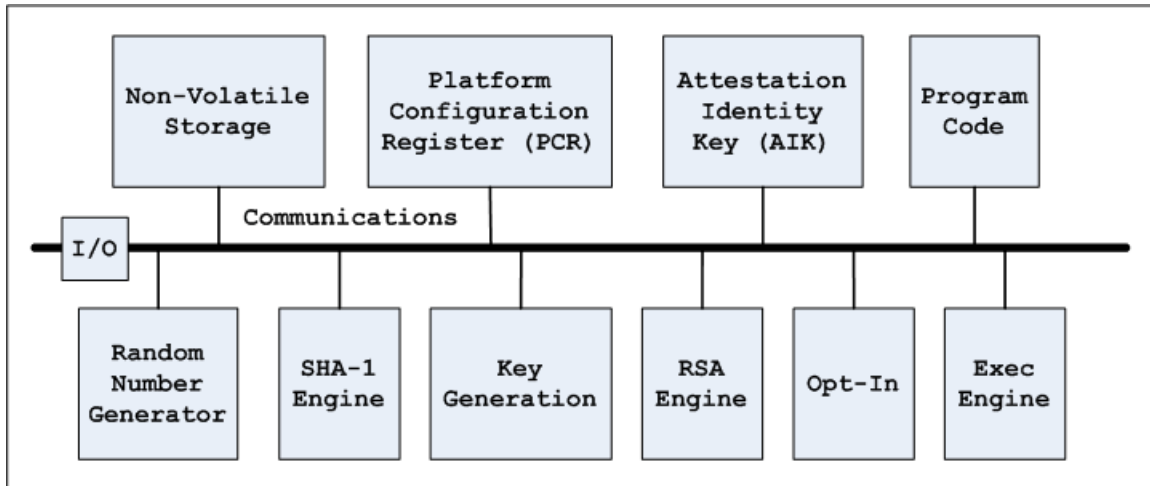 Non-Volatile
Storage
Platform
Configuration
Register (PCR)
Attestation
Identity
Key (AIK)
Program
Code
Communications
I/O
Random
Number
Generator
SHA-1
Engine
Key
Generation
RSA
Engine
Opt-In
Exec
Engine